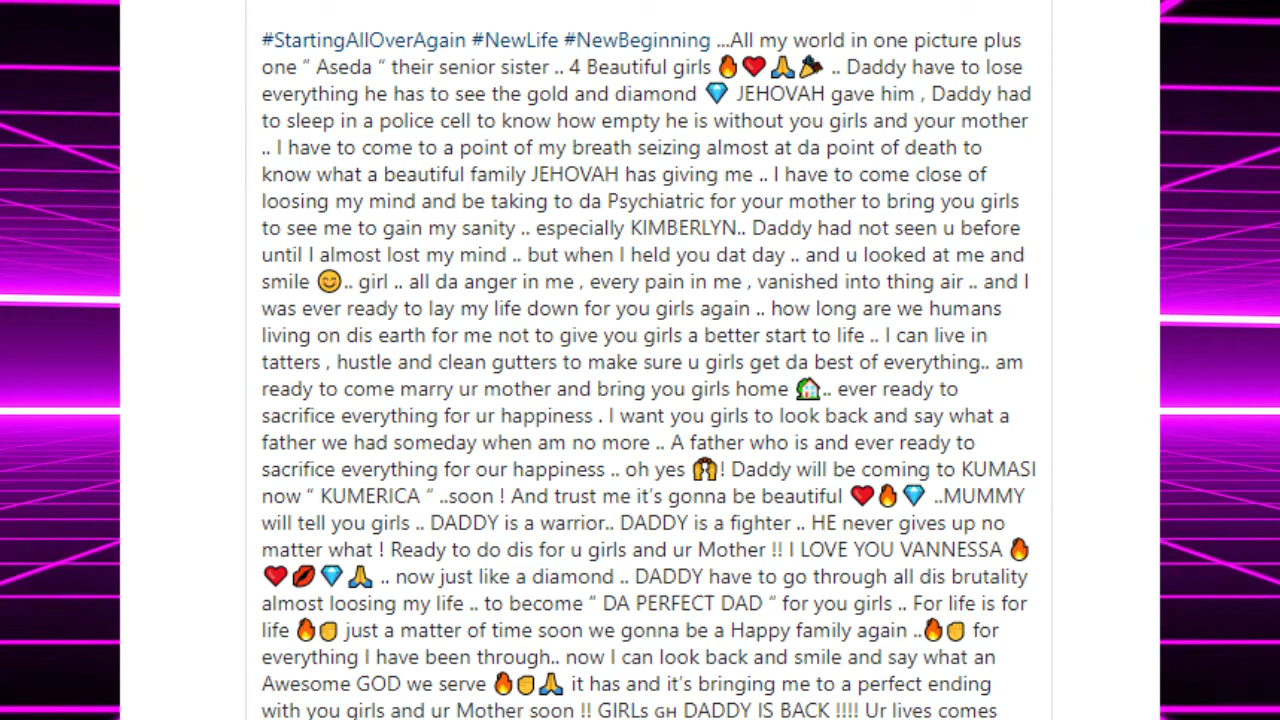 #StartingAllOverAgain #NewLife #NewBeginning ...All my world in one picture plus
one “ Aseda “ their senior sister .. 4 Beautiful girls 🔥❤️🙏🎉 .. Daddy have to lose
everything he has to see the gold and diamond 💎 JEHOVAH gave him , Daddy had
to sleep in a police cell to know how empty he is without you girls and your mother
.. I have to come to a point of my breath seizing almost at da point of death to
know what a beautiful family JEHOVAH has giving me .. I have to come close of
loosing my mind and be taking to da Psychiatric for your mother to bring you girls
to see me to gain my sanity .. especially KIMBERLYN.. Daddy had not seen u before
until I almost lost my mind .. but when I held you dat day .. and u looked at me and
smile 😊.. girl .. all da anger in me , every pain in me , vanished into thing air .. and I
was ever ready to lay my life down for you girls again .. how long are we humans
living on dis earth for me not to give you girls a better start to life .. I can live in
tatters , hustle and clean gutters to make sure u girls get da best of everything.. am
ready to come marry ur mother and bring you girls home 🏡.. ever ready to
sacrifice everything for ur happiness . I want you girls to look back and say what a
father we had someday when am no more .. A father who is and ever ready to
sacrifice everything for our happiness .. oh yes 🙌! Daddy will be coming to KUMASI
now “ KUMERICA “ ..soon ! And trust me it’s gonna be beautiful ❤️🔥💎 ..MUMMY
will tell you girls .. DADDY is a warrior.. DADDY is a fighter .. HE never gives up no
matter what ! Ready to do dis for u girls and ur Mother !! I LOVE YOU VANNESSA 🔥
❤️💋💎🙏 .. now just like a diamond .. DADDY have to go through all dis brutality
almost loosing my life .. to become “ DA PERFECT DAD “ for you girls .. For life is for
life 🔥✊ just a matter of time soon we gonna be a Happy family again ..🔥✊ for
everything I have been through.. now I can look back and smile and say what an
Awesome GOD we serve 🔥✊🙏 it has and it’s bringing me to a perfect ending
with you girls and ur Mother soon !! GIRLs GH DADDY IS BACK !!!! Ur lives comes